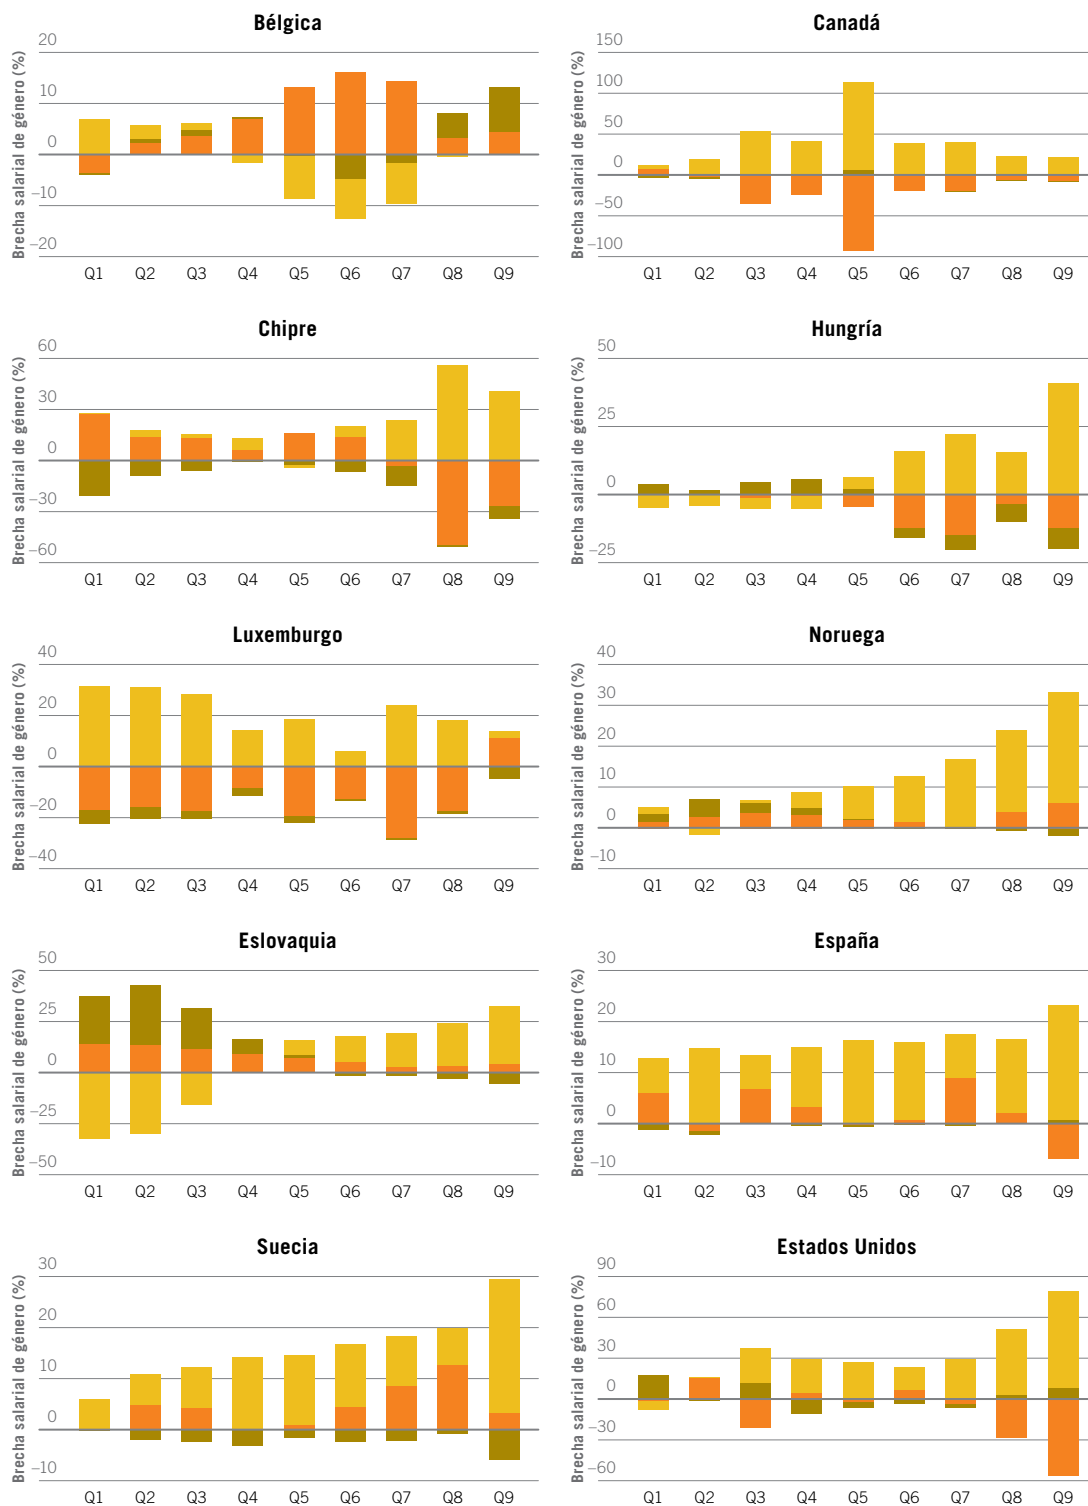 Bélgica
Brecha salarial de género (%)
20
10
0
–10
–20
Q1 Q2 Q3 Q4 Q5 Q6 Q7 Q8 Q9
Canadá
Brecha salarial de género (%)
150
100
50
0
–50
–100
Q1 Q2 Q3 Q4 Q5 Q6 Q7 Q8 Q9
Chipre
Brecha salarial de género (%)
60
30
0
–30
–60
Q1 Q2 Q3 Q4 Q5 Q6 Q7 Q8 Q9
Hungría
Brecha salarial de género (%)
50
25
0
–25
Q1 Q2 Q3 Q4 Q5 Q6 Q7 Q8 Q9
Luxemburgo
Brecha salarial de género (%)
40
20
0
–20
–40
Q1 Q2 Q3 Q4 Q5 Q6 Q7 Q8 Q9
Noruega
Brecha salarial de género (%)
40
30
20
10
0
–10
Q1 Q2 Q3 Q4 Q5 Q6 Q7 Q8 Q9
Eslovaquia
Brecha salarial de género (%)
50
25
0
–25
–50
Q1 Q2 Q3 Q4 Q5 Q6 Q7 Q8 Q9
España
Brecha salarial de género (%)
30
20
10
0
–10
Q1 Q2 Q3 Q4 Q5 Q6 Q7 Q8 Q9
Suecia
Brecha salarial de género (%)
30
20
10
0
–10
Q1 Q2 Q3 Q4 Q5 Q6 Q7 Q8 Q9
Estados Unidos
Brecha salarial de género (%)
90
60
30
0
–30
–60
Q1 Q2 Q3 Q4 Q5 Q6 Q7 Q8 Q9